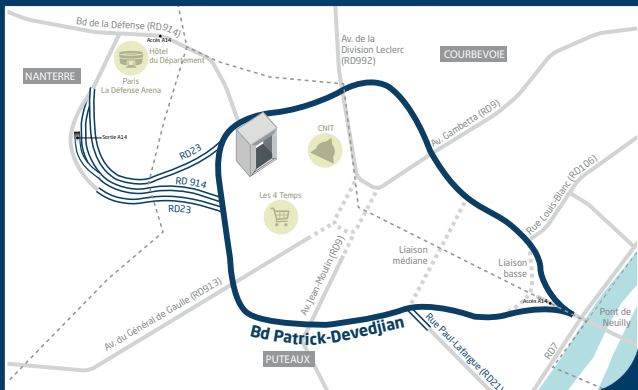 Bd de la Défense (RD914)
Accès A14
Hôtel
du Département
Paris
La Défense Arena
NANTERRE
Sortie A14
Av. de la
Division Leclerc
(RD992)
COURBEVOIE
CNIT
Av. Gambetta (RD9)
RD23
RD 914
RD23
Les 4 Temps
Rue Louis-Blanc (RD106)
Liaison
médiane
Liaison
basse
Av. Jean-Moulin (RD9)
Av. du Général de Gaulle (RD913)
Accès A14
Pont de
Neuilly
Bd Patrick-Devedjian
Rue Paul-Lafargue (RD21)
RD7
PUTEAUX